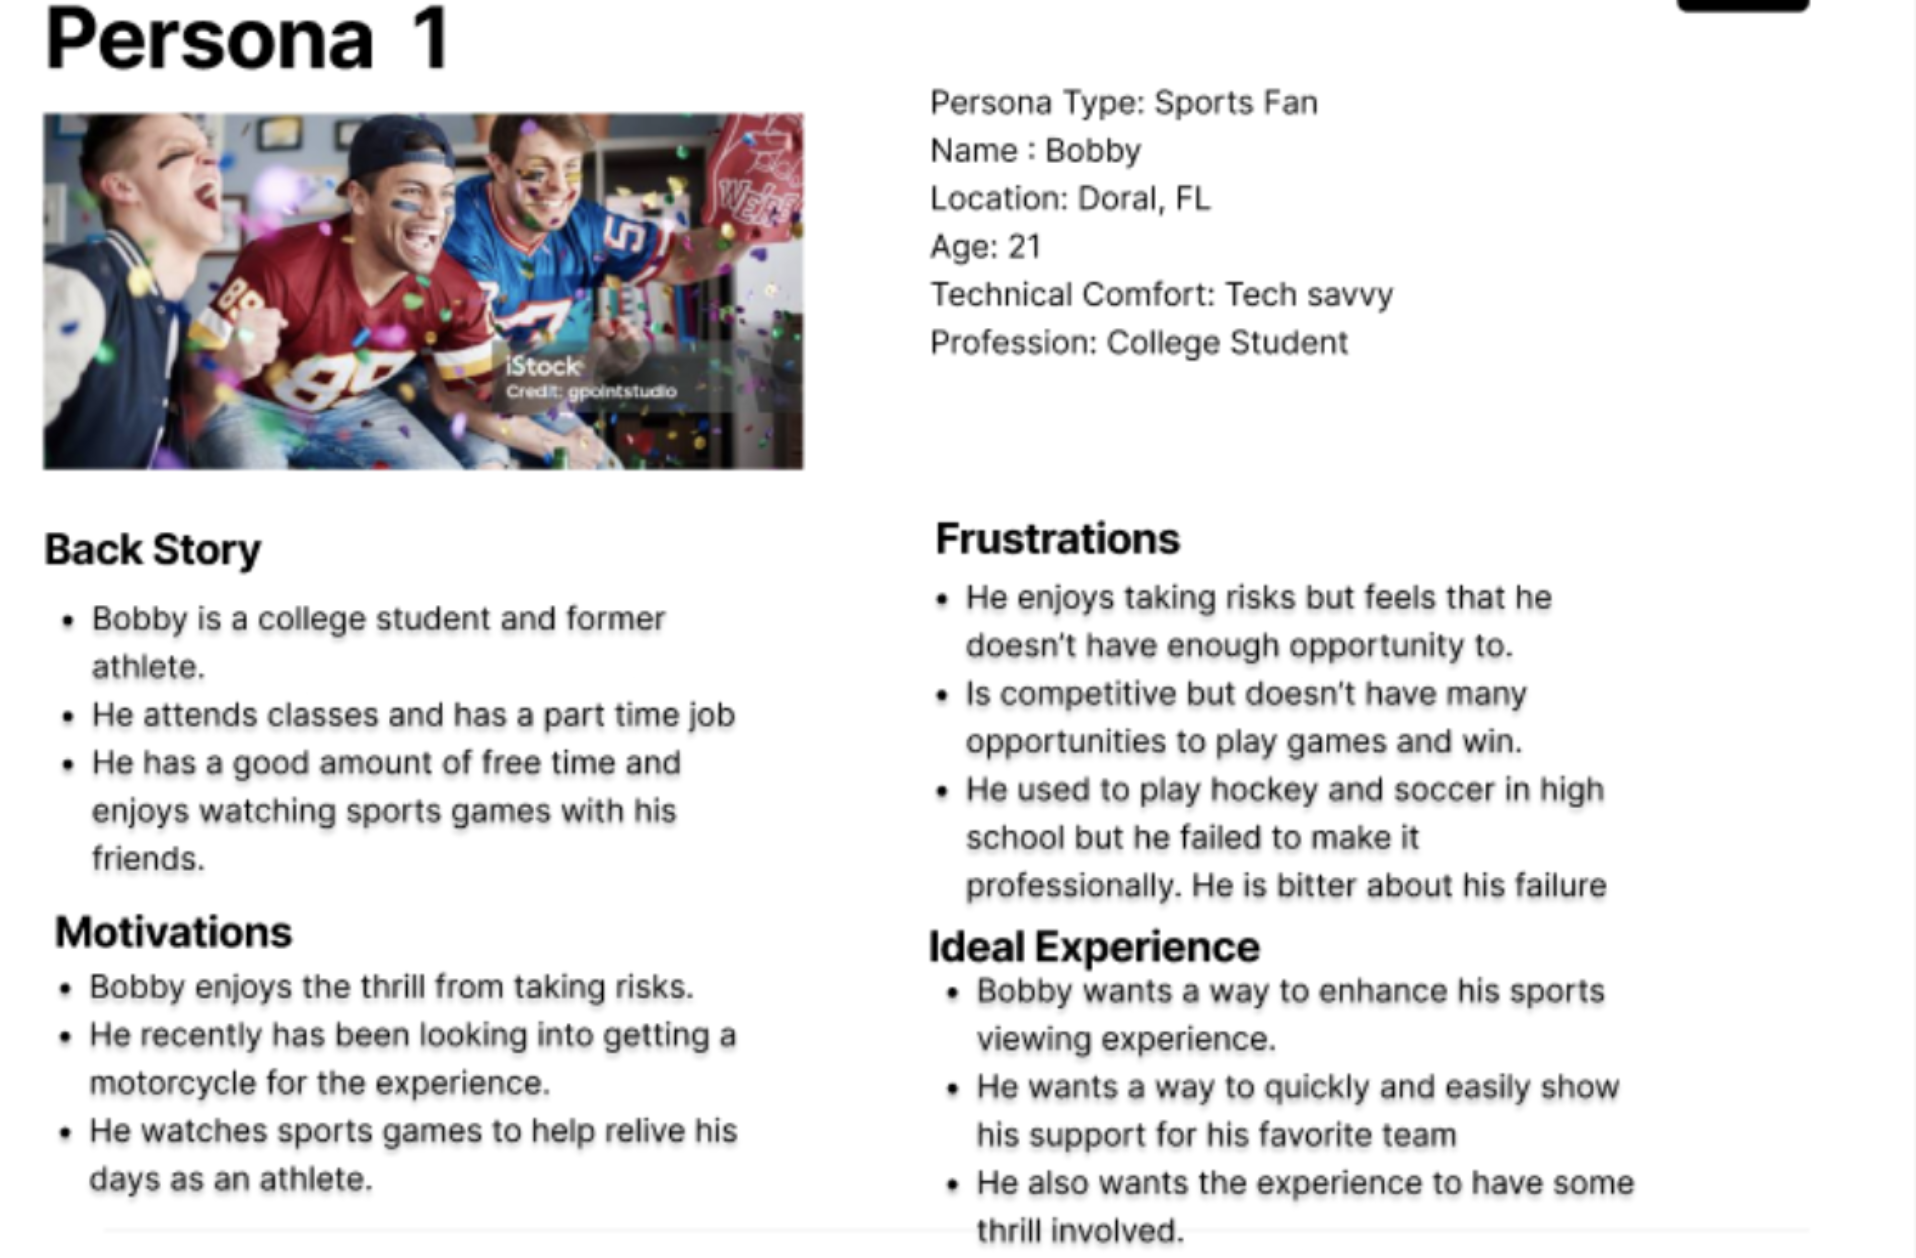 Persona 1
Persona Type: Sports Fan
Name : Bobby
Location: Doral, FL
Age: 21
Technical Comfort: Tech savvy
Profession: College Student
WE'RE
89
89
5
iStock
Credit: gpointstudio
Back Story
• Bobby is a college student and former
athlete.
• He attends classes and has a part time job
• He has a good amount of free time and
enjoys watching sports games with his
friends.
Motivations
• Bobby enjoys the thrill from taking risks.
• He recently has been looking into getting a
motorcycle for the experience.
• He watches sports games to help relive his
days as an athlete.
Frustrations
• He enjoys taking risks but feels that he
doesn't have enough opportunity to.
• Is competitive but doesn't have many
opportunities to play games and win.
• He used to play hockey and soccer in high
school but he failed to make it
professionally. He is bitter about his failure
Ideal Experience
• Bobby wants a way to enhance his sports
viewing experience.
• He wants a way to quickly and easily show
his support for his favorite team
• He also wants the experience to have some
thrill involved.